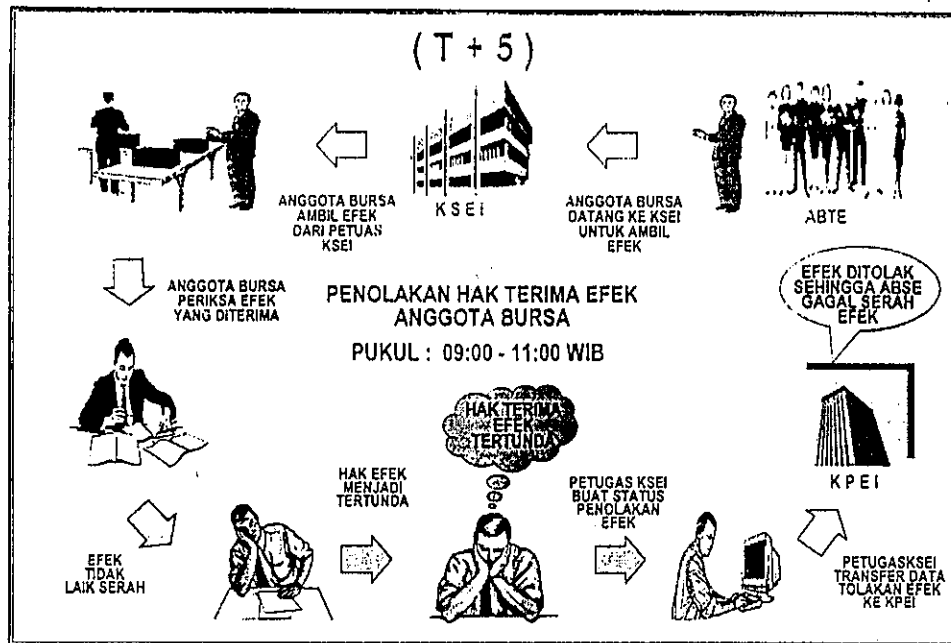 ( T + 5 )
ABTE
ANGGOTA BURSA
DATANG KE KSEI
UNTUK AMBIL
EFEK
KSEI
ANGGOTA BURSA
AMBIL EFEK
DARI PETUAS
KSEI
ANGGOTA BURSA
PERIKSA EFEK
YANG DITERIMA
PENOLAKAN HAK TERIMA EFEK
ANGGOTA BURSA
PUKUL : 09:00 - 11:00 WIB
EFEK
TIDAK
LAIK SERAH
HAK EFEK
MENJADI
TERTUNDA
HAK TERIMA
EFEK
TERTUNDA
PETUGAS KSEI
BUAT STATUS
PENOLAKAN
EFEK
PETUGASKSEI
TRANSFER DATA
TOLAKAN EFEK
KE KPEI
KPEI
EFEK DITOLAK
SEHINGGA ABSE
GAGAL SERAH
EFEK